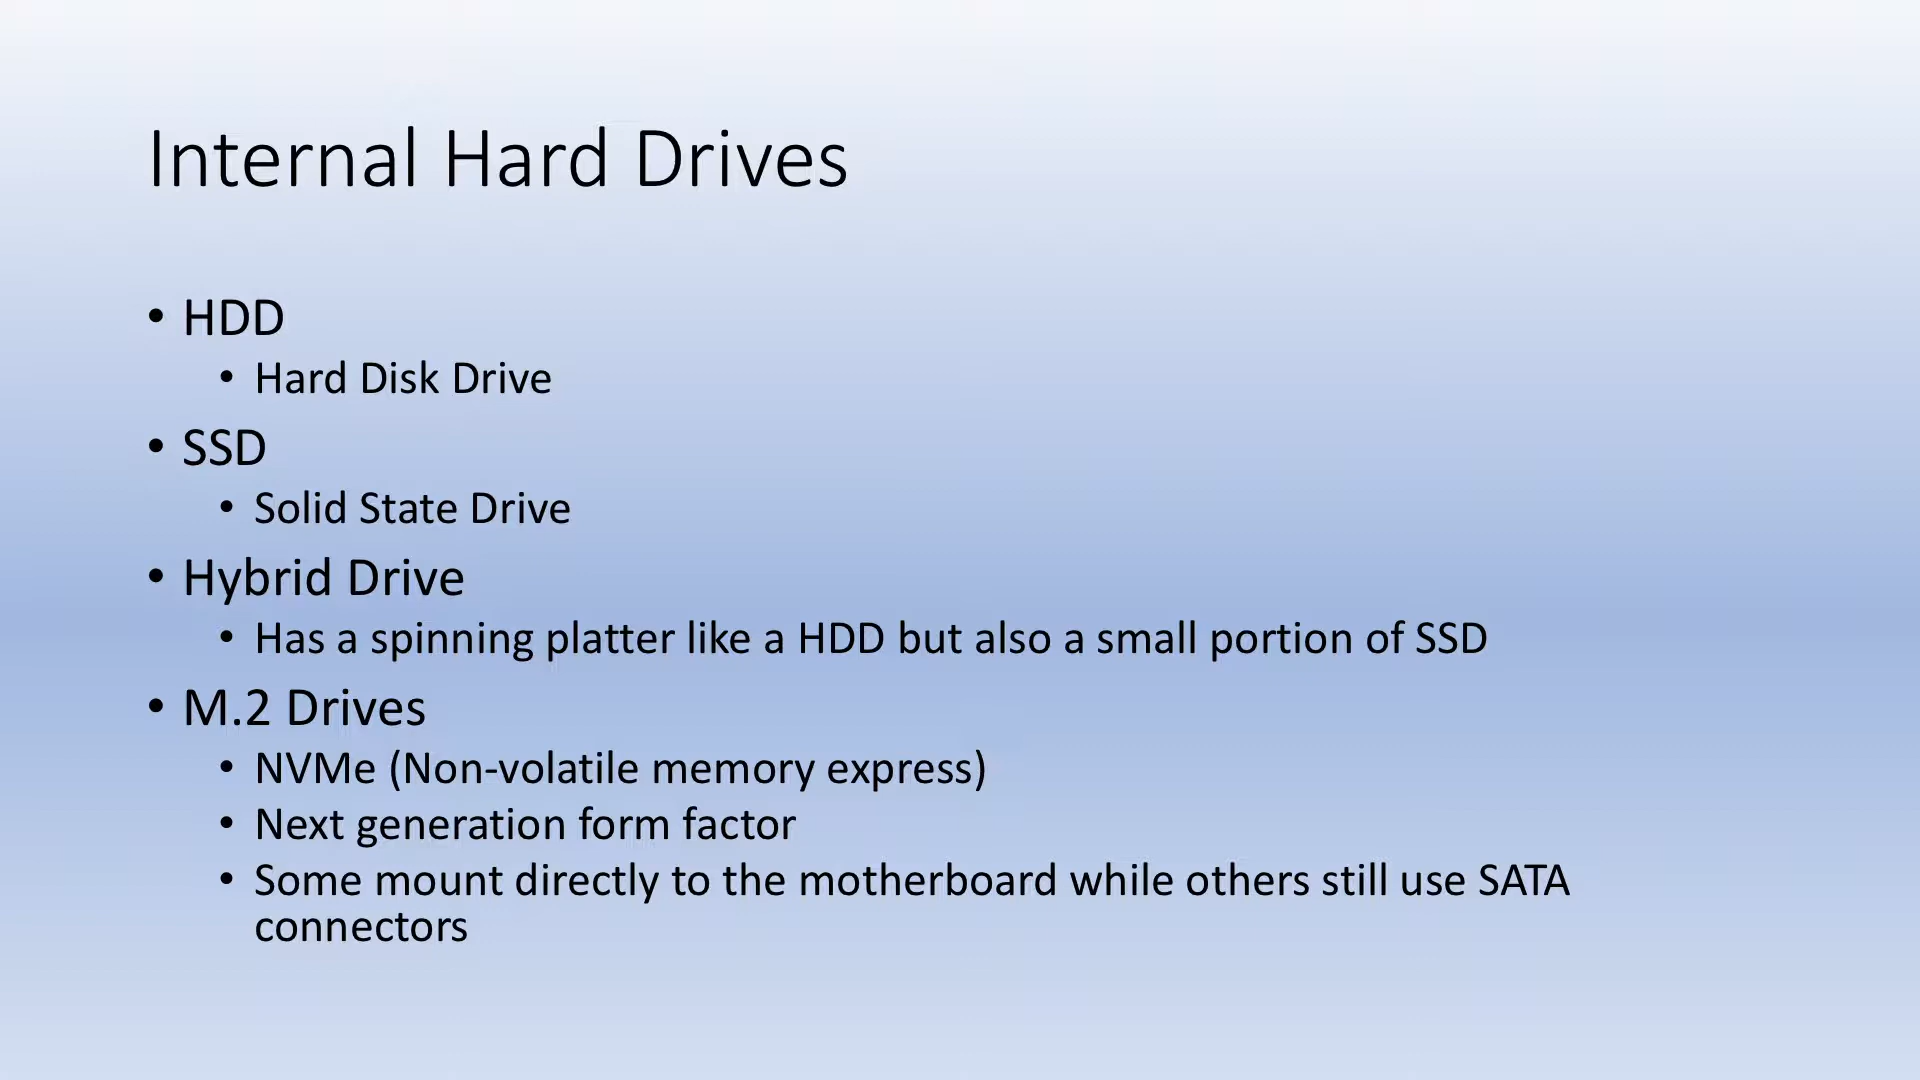 Internal Hard Drives
• HDD
• Hard Disk Drive
• SSD
• Solid State Drive
• Hybrid Drive
• Has a spinning platter like a HDD but also a small portion of SSD
• M.2 Drives
• NVMe (Non-volatile memory express)
• Next generation form factor
• Some mount directly to the motherboard while others still use SATA
connectors